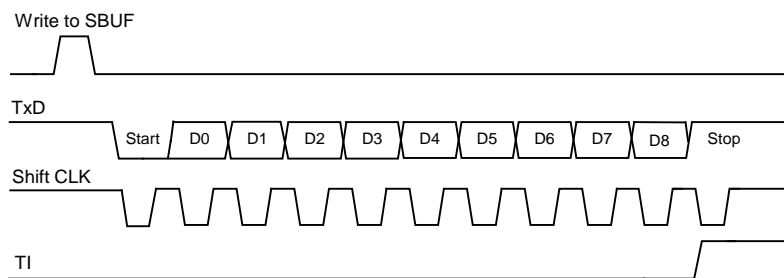 Write to SBUF
TxD
Start D0 D1 D2 D3 D4 D5 D6 D7 D8 Stop
Shift CLK
TI